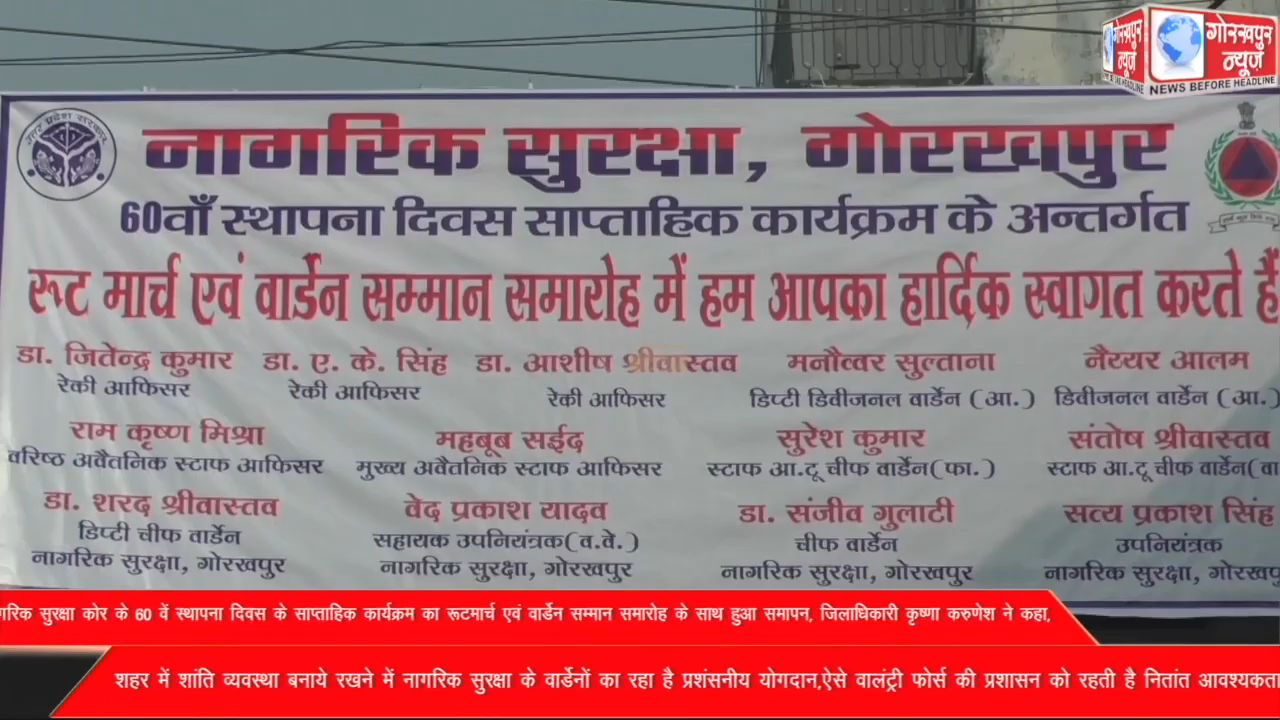 गोरखपुर
न्यूज
NEWS BEFORE HEADLINE
उत्तर प्रदेश सरकार
नागरिक सुरक्षा, गोरखपुर
60वाँ स्थापना दिवस साप्ताहिक कार्यक्रम के अन्तर्गत
रूट मार्च एवं वार्डेन सम्मान समारोह में हम आपका हार्दिक स्वागत करते हैं
डा. जितेन्द्र कुमार डा. ए. के. सिंह डा. आशीष श्रीवास्तव मनौव्वर सुल्ताना नैय्यर आलम
रेकी आफिसर रेकी आफिसर रेकी आफिसर डिप्टी डिवीजनल वार्डेन (आ.) डिवीजनल वार्डेन (आ.)
राम कृष्ण मिश्रा महबूब सईद सुरेश कुमार संतोष श्रीवास्तव
वरिष्ठ अवैतनिक स्टाफ आफिसर मुख्य अवैतनिक स्टाफ आफिसर स्टाफ आ.टू चीफ वार्डेन(फा.) स्टाफ आ.टू चीफ वार्डेन(वा
डा. शरद श्रीवास्तव वेद प्रकाश यादव डा. संजीव गुलाटी सत्य प्रकाश सिंह
डिप्टी चीफ वार्डेन सहायक उपनियंत्रक(व.वे.) चीफ वार्डेन उपनियंत्रक
नागरिक सुरक्षा, गोरखपुर नागरिक सुरक्षा, गोरखपुर नागरिक सुरक्षा, गोरखपुर नागरिक सुरक्षा, गोरखपु
गरिक सुरक्षा कोर के 60 वें स्थापना दिवस के साप्ताहिक कार्यक्रम का रूटमार्च एवं वार्डेन सम्मान समारोह के साथ हुआ समापन, जिलाधिकारी कृष्णा करुणेश ने कहा,
शहर में शांति व्यवस्था बनाये रखने में नागरिक सुरक्षा के वार्डेनों का रहा है प्रशंसनीय योगदान,ऐसे वालंट्री फोर्स की प्रशासन को रहती है नितांत आवश्यकता